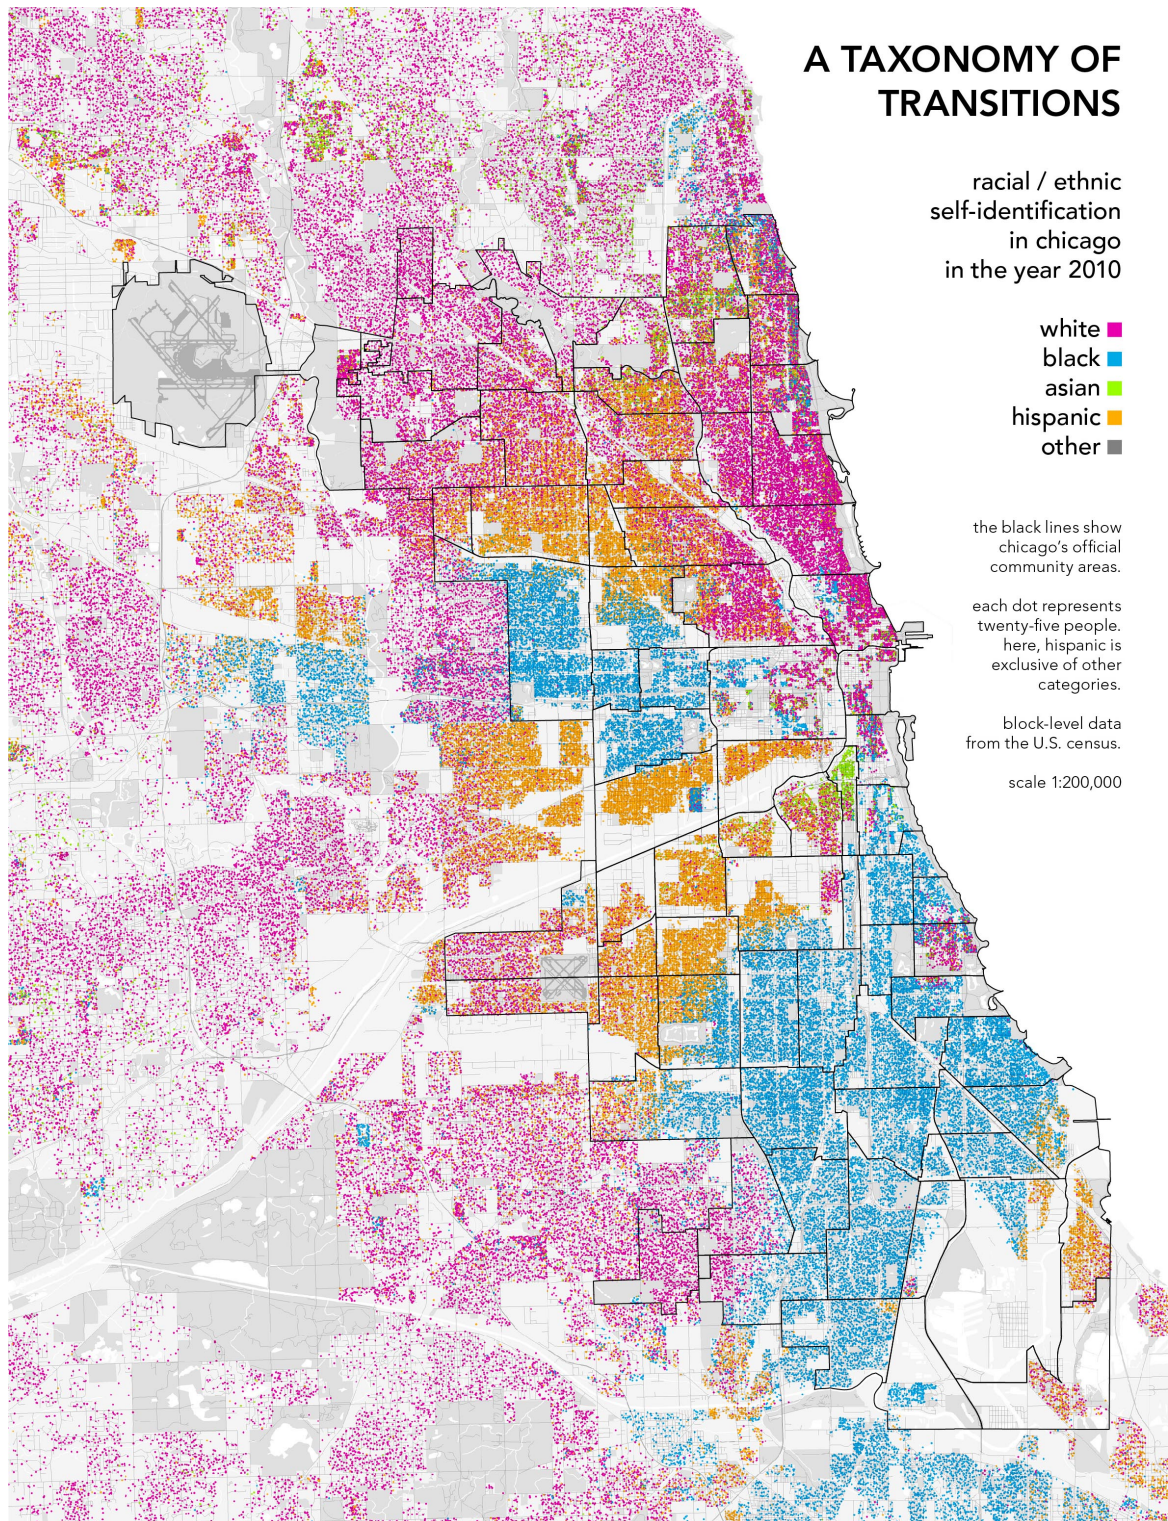 A TAXONOMY OF
TRANSITIONS
racial / ethnic
self-identification
in chicago
in the year 2010
white
black
asian
hispanic
other
the black lines show
chicago's official
community areas.
each dot represents
twenty-five people.
here, hispanic is
exclusive of other
categories.
block-level data
from the U.S. census.
scale 1:200,000